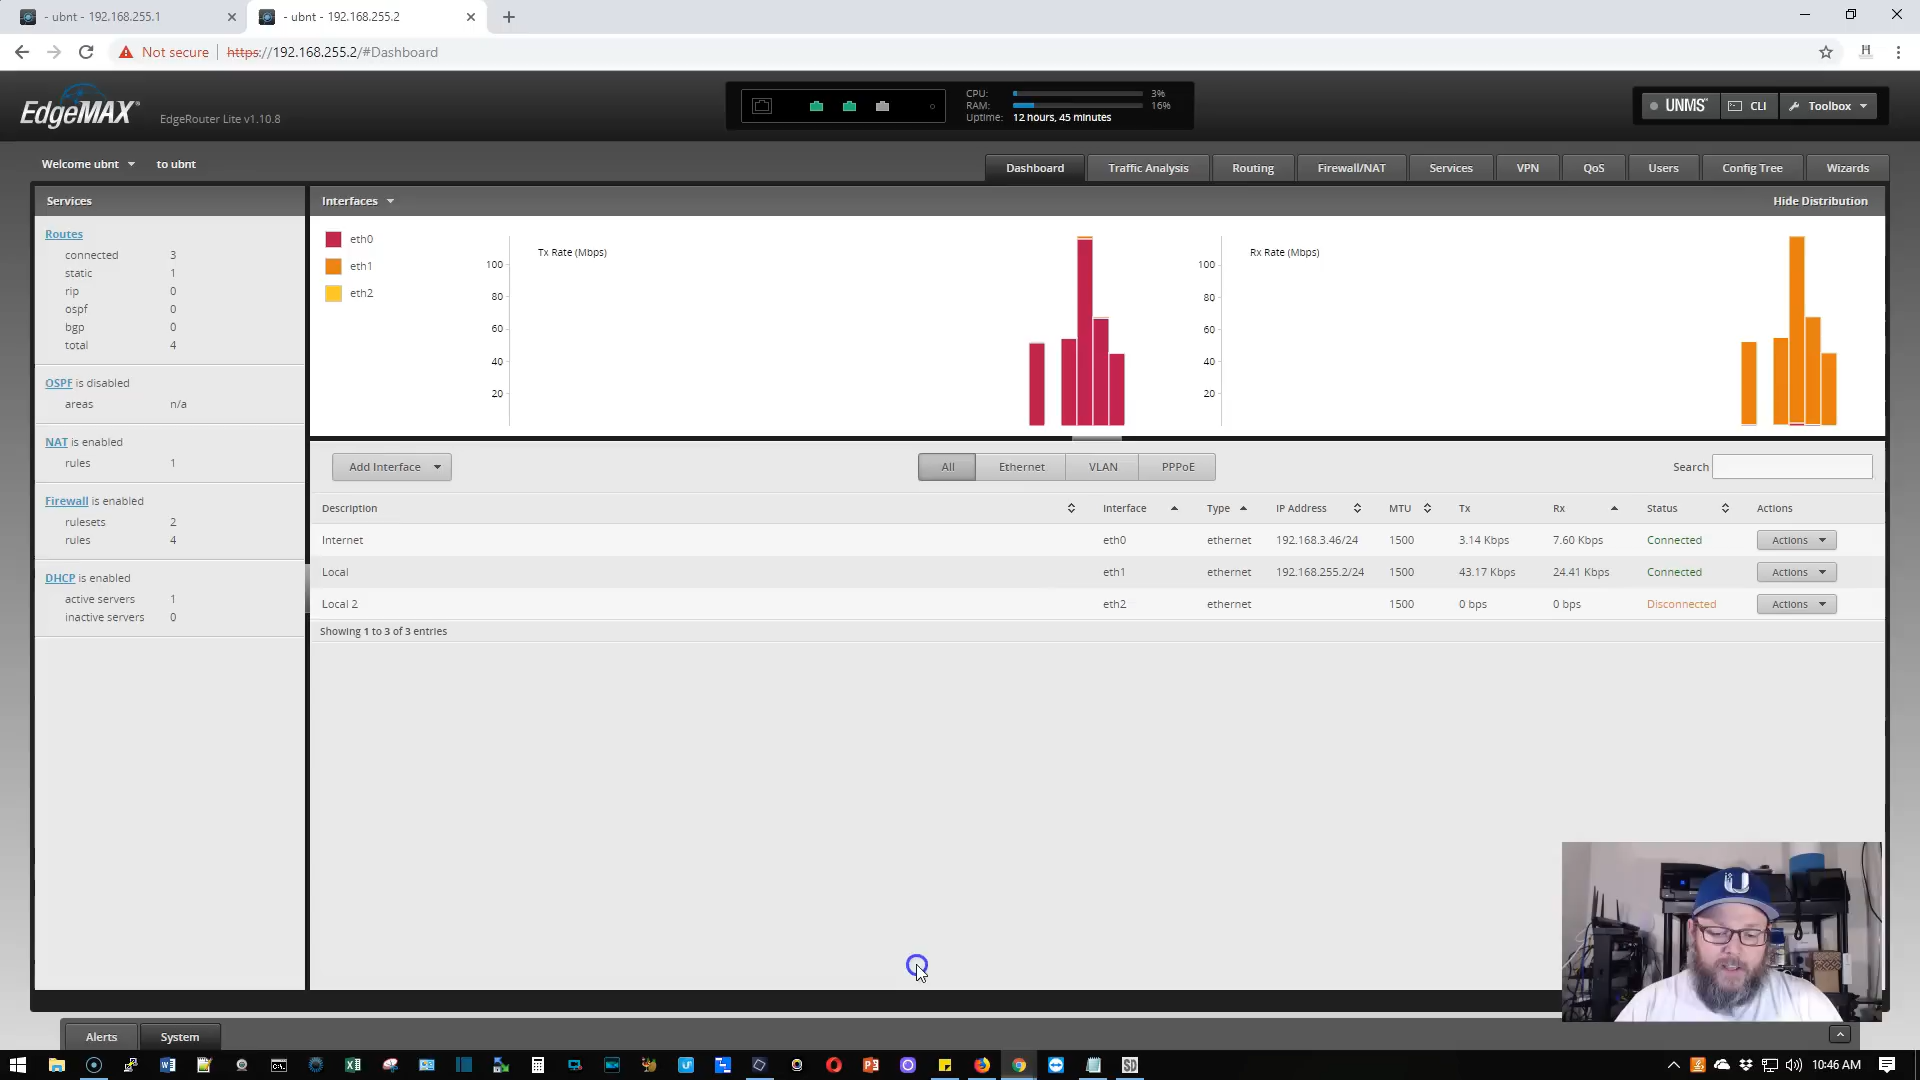 - ubnt - 192.168.255.1
- ubnt - 192.168.255.2
Not secure
https://192.168.255.2/#Dashboard
EdgeMAX
EdgeRouter Lite v1.10.8
CPU: 3%
RAM: 16%
Uptime: 12 hours, 45 minutes
UNMS
CLI
Toolbox
Welcome ubnt
to ubnt
Dashboard
Traffic Analysis
Routing
Firewall/NAT
Services
VPN
QoS
Users
Config Tree
Wizards
Services
Routes
connected 3
static 1
rip 0
ospf 0
bgp 0
total 4
OSPF is disabled
areas n/a
NAT is enabled
rules 1
Firewall is enabled
rulesets 2
rules 4
DHCP is enabled
active servers 1
inactive servers 0
Interfaces
Hide Distribution
eth0
eth1
eth2
Tx Rate (Mbps)
100
80
60
40
20
Rx Rate (Mbps)
100
80
60
40
20
Add Interface
All
Ethernet
VLAN
PPPoE
Search
Description Interface Type IP Address MTU Tx Rx Status Actions
Internet eth0 ethernet 192.168.3.46/24 1500 3.14 Kbps 7.60 Kbps Connected Actions
Local eth1 ethernet 192.168.255.2/24 1500 43.17 Kbps 24.41 Kbps Connected Actions
Local 2 eth2 ethernet 1500 0 bps 0 bps Disconnected Actions
Showing 1 to 3 of 3 entries
Alerts
System
10:46 AM